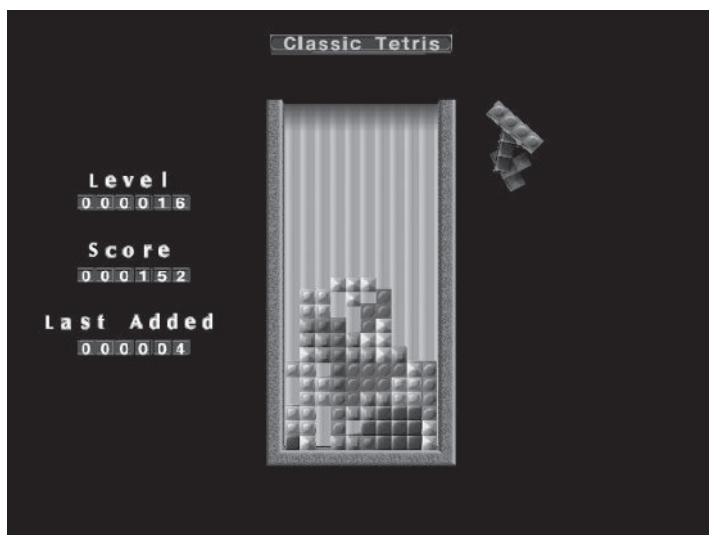 Classic Tetris
Level
000016
Score
000152
Last Added
000004